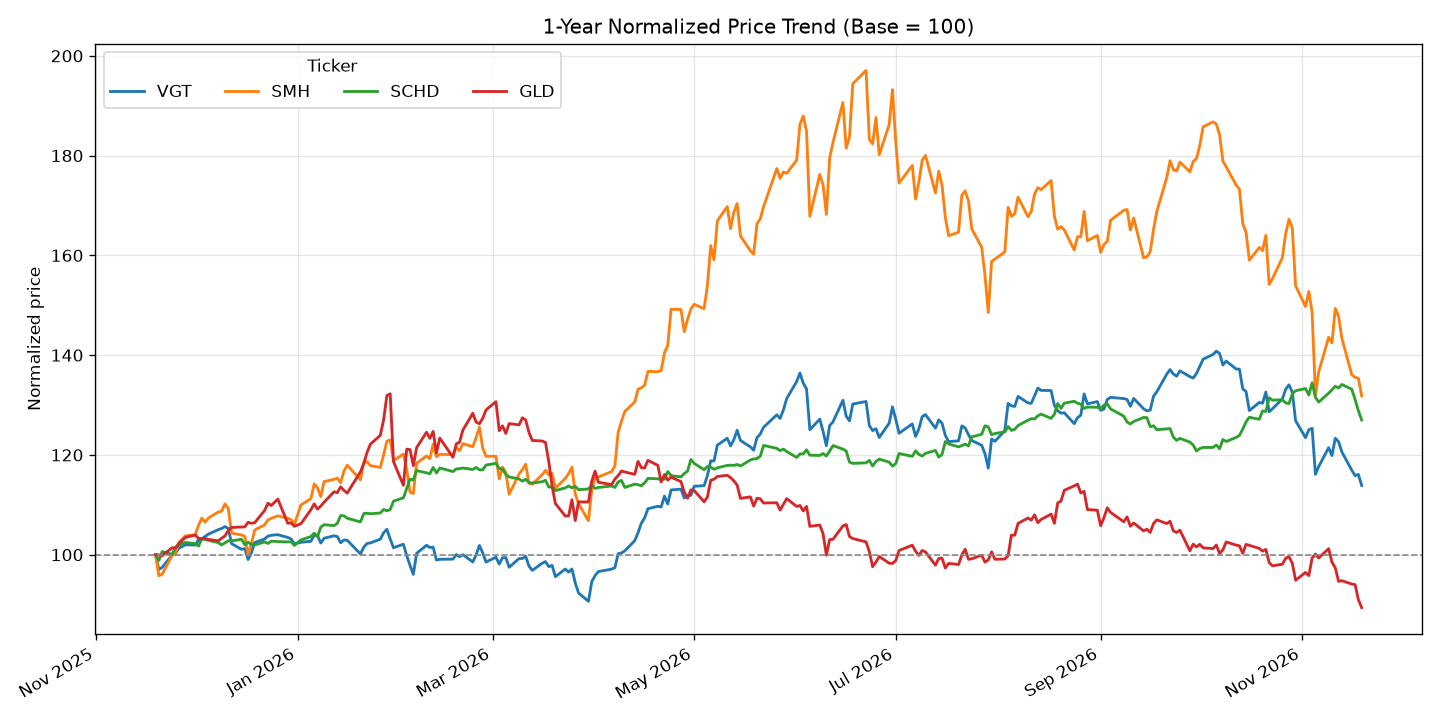 1-Year Normalized Price Trend (Base = 100)
Ticker
VGT SMH SCHD GLD
Normalized price
200
180
160
140
120
100
Nov 2025 Jan 2026 Mar 2026 May 2026 Jul 2026 Sep 2026 Nov 2026